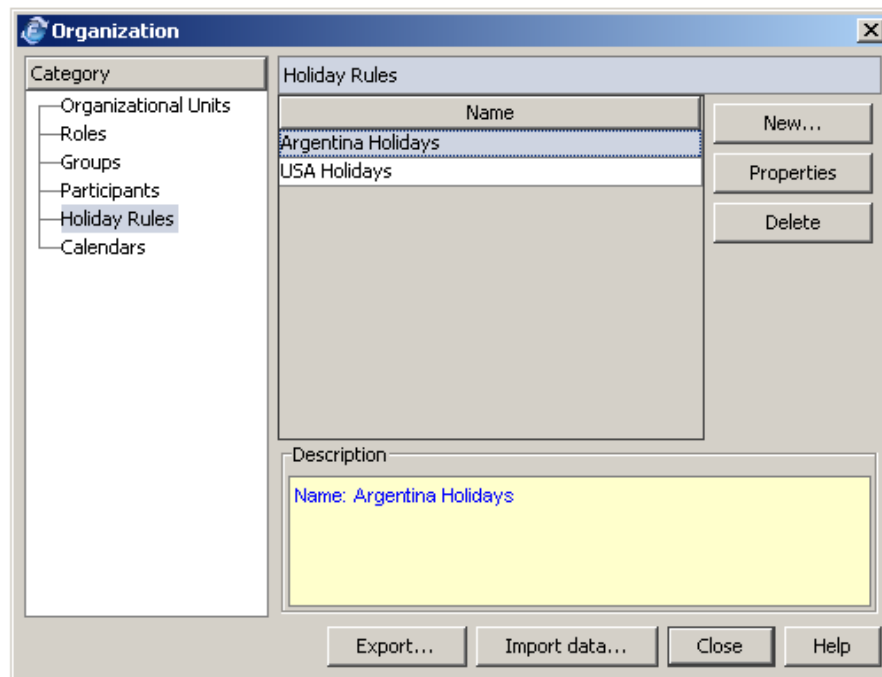 Organization
Category
Organizational Units
Roles
Groups
Participants
Holiday Rules
Calendars
Holiday Rules
Name
Argentina Holidays
USA Holidays
New...
Properties
Delete
Description
Name: Argentina Holidays
Export...
Import data...
Close
Help